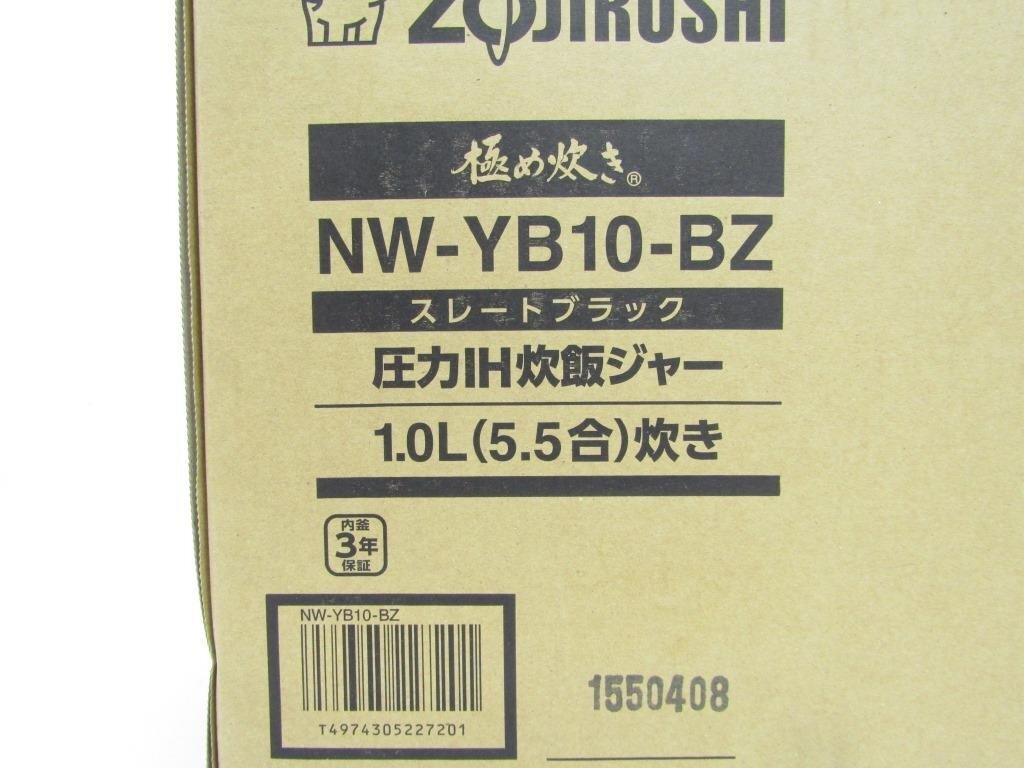 ZOJIRUSHI
極め炊き®
NW-YB10-BZ
スレートブラック
圧力IH炊飯ジャー
1.0L(5.5合)炊き
内釜
3年
保証
NW-YB10-BZ
T4974305227201
1550408